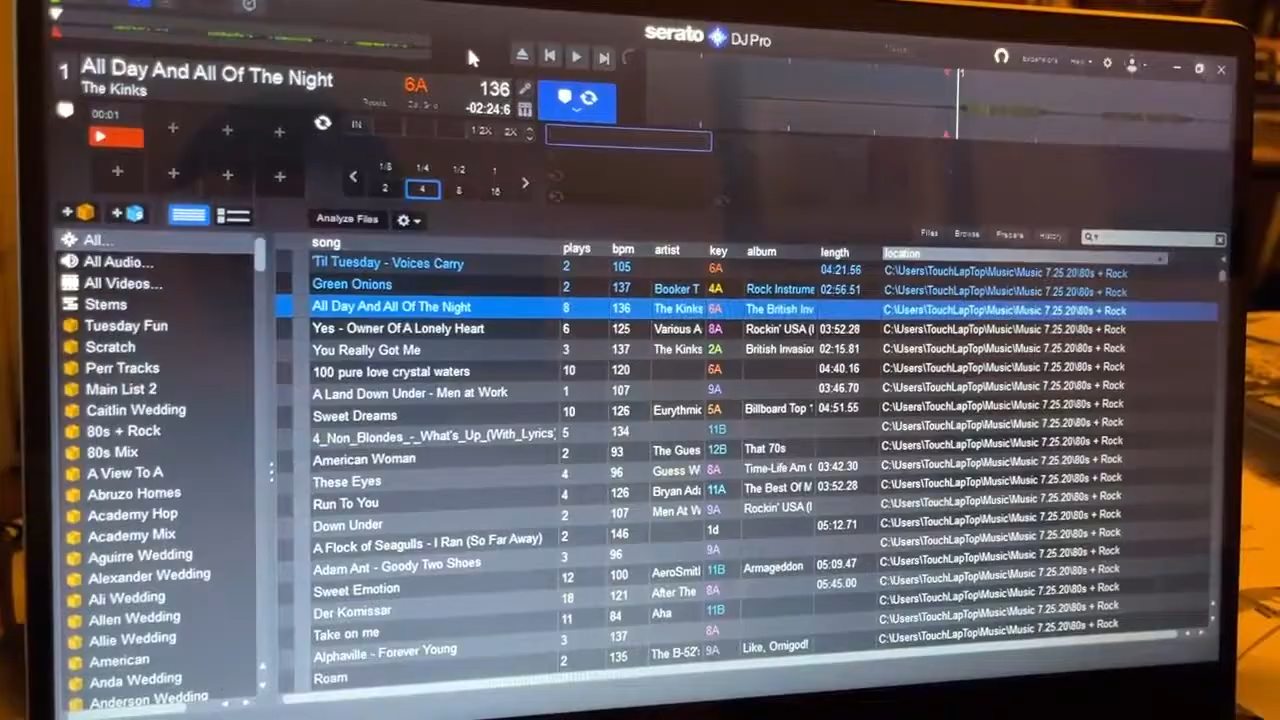 serato DJ Pro
1 All Day And All Of The Night
The Kinks
6A 136
-02:24:6
00:01
IN 1/2X 2X
1/8 1/4 1/2 1
2 4 8 16
Analyze Files
Files Browse Prepare History
song plays bpm artist key album length location
All...
All Audio...
All Videos...
Stems
Tuesday Fun
Scratch
Perr Tracks
Main List 2
Caitlin Wedding
80s + Rock
80s Mix
A View To A
Abruzo Homes
Academy Hop
Academy Mix
Aguirre Wedding
Alexander Wedding
Ali Wedding
Allen Wedding
Allie Wedding
American
Anda Wedding
Anderson Wedding
'Til Tuesday - Voices Carry 2 105 6A 04:21.56 C:\Users\TouchLapTop\Music\Music 7.25.20\80s + Rock
Green Onions 2 137 Booker T 4A Rock Instrume 02:56.51 C:\Users\TouchLapTop\Music\Music 7.25.20\80s + Rock
All Day And All Of The Night 8 136 The Kinks 6A The British Inv C:\Users\TouchLapTop\Music\Music 7.25.20\80s + Rock
Yes - Owner Of A Lonely Heart 6 125 Various A 8A Rockin' USA (I 03:52.28 C:\Users\TouchLapTop\Music\Music 7.25.20\80s + Rock
You Really Got Me 3 137 The Kinks 2A British Invasion 02:15.81 C:\Users\TouchLapTop\Music\Music 7.25.20\80s + Rock
100 pure love crystal waters 10 120 6A 04:40.16 C:\Users\TouchLapTop\Music\Music 7.25.20\80s + Rock
A Land Down Under - Men at Work 1 107 9A 03:46.70 C:\Users\TouchLapTop\Music\Music 7.25.20\80s + Rock
Sweet Dreams 10 126 Eurythmic 5A Billboard Top 04:51.55 C:\Users\TouchLapTop\Music\Music 7.25.20\80s + Rock
4_Non_Blondes_-_What's_Up_(With_Lyrics) 5 134 11B C:\Users\TouchLapTop\Music\Music 7.25.20\80s + Rock
American Woman 2 93 The Gues 12B That 70s C:\Users\TouchLapTop\Music\Music 7.25.20\80s + Rock
These Eyes 4 96 Guess W 8A Time-Life Am 03:42.30 C:\Users\TouchLapTop\Music\Music 7.25.20\80s + Rock
Run To You 4 126 Bryan Ada 11A The Best Of M 03:52.28 C:\Users\TouchLapTop\Music\Music 7.25.20\80s + Rock
Down Under 2 107 Men At W 9A Rockin' USA (I C:\Users\TouchLapTop\Music\Music 7.25.20\80s + Rock
A Flock of Seagulls - I Ran (So Far Away) 2 146 1d 05:12.71 C:\Users\TouchLapTop\Music\Music 7.25.20\80s + Rock
Adam Ant - Goody Two Shoes 3 96 9A C:\Users\TouchLapTop\Music\Music 7.25.20\80s + Rock
Sweet Emotion 12 100 AeroSmitl 11B Armageddon 05:09.47 C:\Users\TouchLapTop\Music\Music 7.25.20\80s + Rock
Der Komissar 18 121 After The 8A 05:45.00 C:\Users\TouchLapTop\Music\Music 7.25.20\80s + Rock
Take on me 11 84 Aha 11B C:\Users\TouchLapTop\Music\Music 7.25.20\80s + Rock
Alphaville - Forever Young 3 137 8A C:\Users\TouchLapTop\Music\Music 7.25.20\80s + Rock
Roam 2 135 The B-52' 9A Like, Omigod!